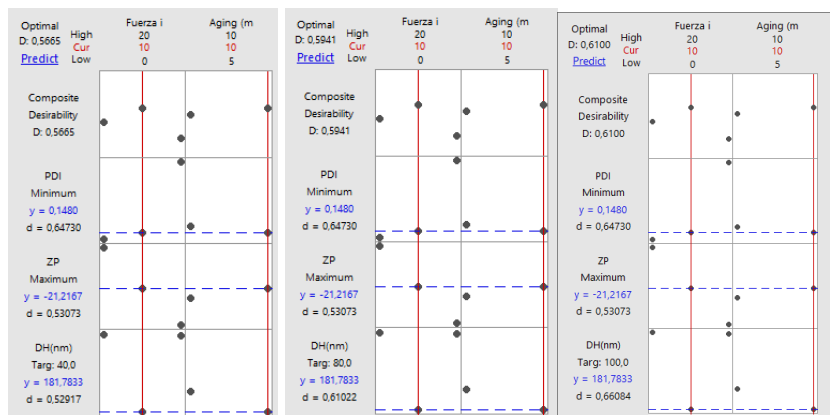 Optimal
D: 0,5665
High
Cur
Low
Predict
Fuerza i
20
10
0
Aging (m
10
10
5
Composite
Desirability
D: 0,5665
PDI
Minimum
y = 0,1480
d = 0,64730
ZP
Maximum
y = -21,2167
d = 0,53073
DH(nm)
Targ: 40,0
y = 181,7833
d = 0,52917
Optimal
D: 0,5941
High
Cur
Low
Predict
Fuerza i
20
10
0
Aging (m
10
10
5
Composite
Desirability
D: 0,5941
PDI
Minimum
y = 0,1480
d = 0,64730
ZP
Maximum
y = -21,2167
d = 0,53073
DH(nm)
Targ: 80,0
y = 181,7833
d = 0,61022
Optimal
D: 0,6100
High
Cur
Low
Predict
Fuerza i
20
10
0
Aging (m
10
10
5
Composite
Desirability
D: 0,6100
PDI
Minimum
y = 0,1480
d = 0,64730
ZP
Maximum
y = -21,2167
d = 0,53073
DH(nm)
Targ: 100,0
y = 181,7833
d = 0,66084